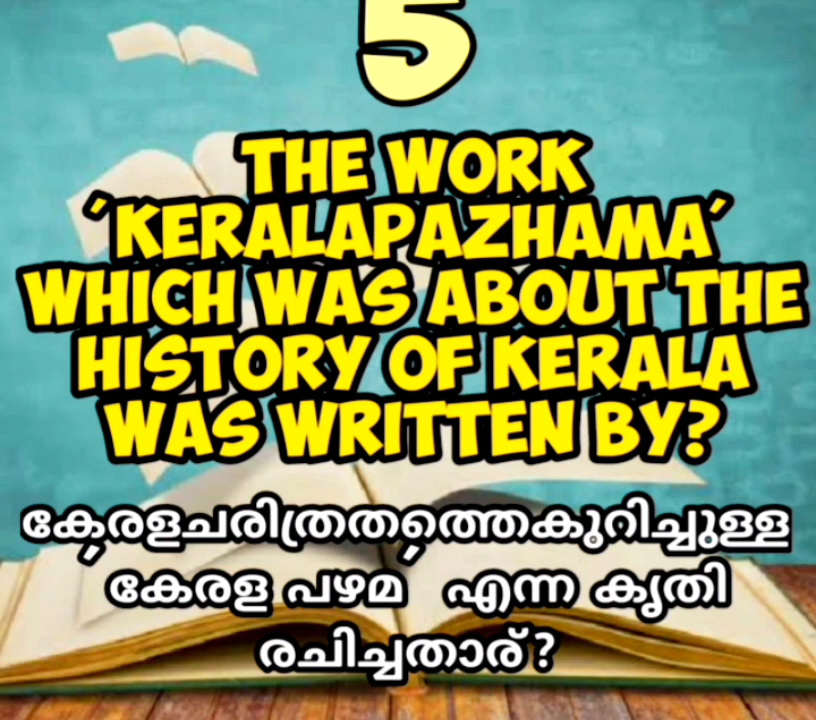 5
THE WORK
´KERALAPAZHAMA´
WHICH WAS ABOUT THE
HISTORY OF KERALA
WAS WRITTEN BY?
കേരളചരിത്രതത്തെകുറിച്ചുള്ള
'കേരള പഴമ' എന്ന കൃതി
രചിച്ചതാര്?